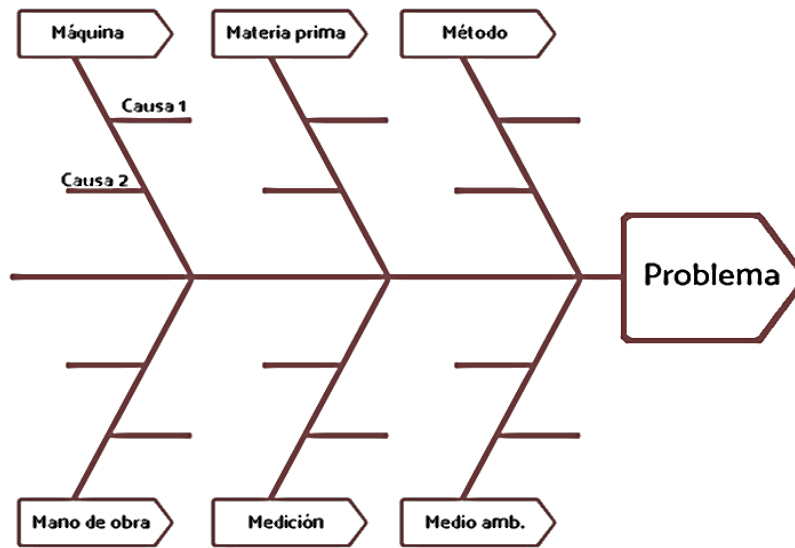 Máquina
Materia prima
Método
Causa 1
Causa 2
Problema
Mano de obra
Medición
Medio amb.